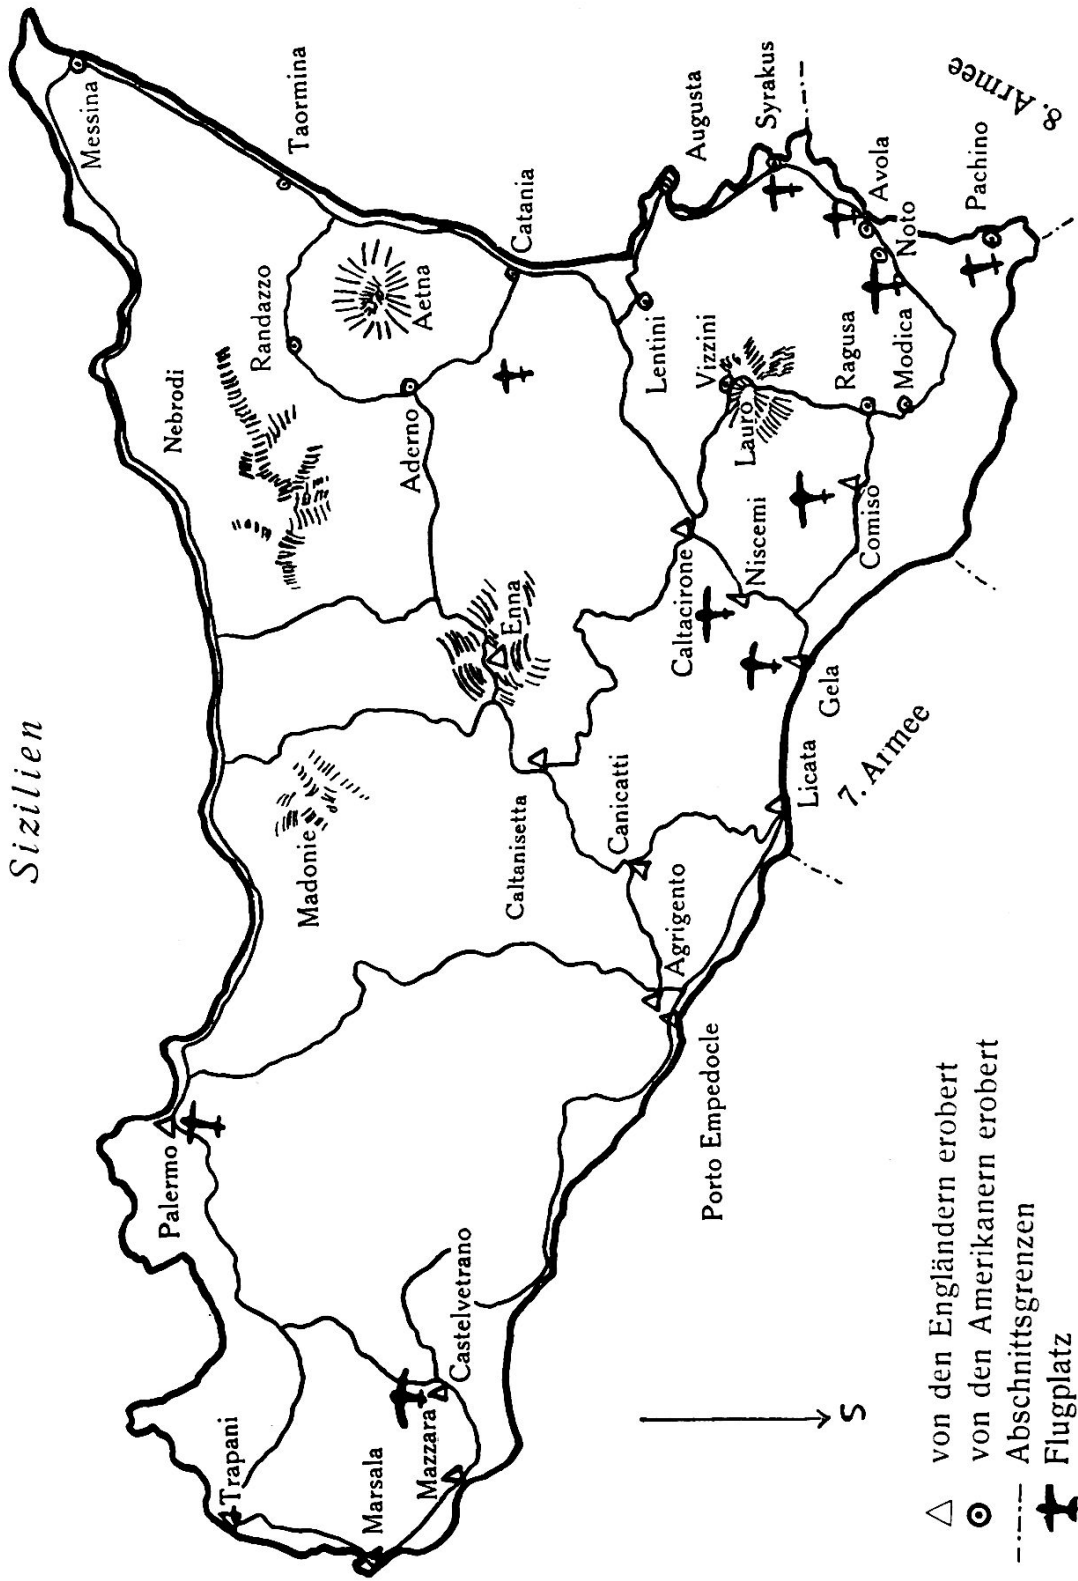 Sizilien
Messina
Taormina
Nebrodi
Randazzo
Aetna
Aderno
Catania
Augusta
Syrakus
Avola
Noto
Pachino
8. Armee
Lentini
Vizzini
Lauro
Ragusa
Modica
Comiso
Niscemi
Caltacirone
Enna
Gela
7. Armee
Licata
Madonie
Caltanisetta
Canicatti
Agrigento
Porto Empedocle
Palermo
Castelvetrano
Trapani
Marsala
Mazzara
S
von den Engländern erobert
von den Amerikanern erobert
Abschnittsgrenzen
Flugplatz